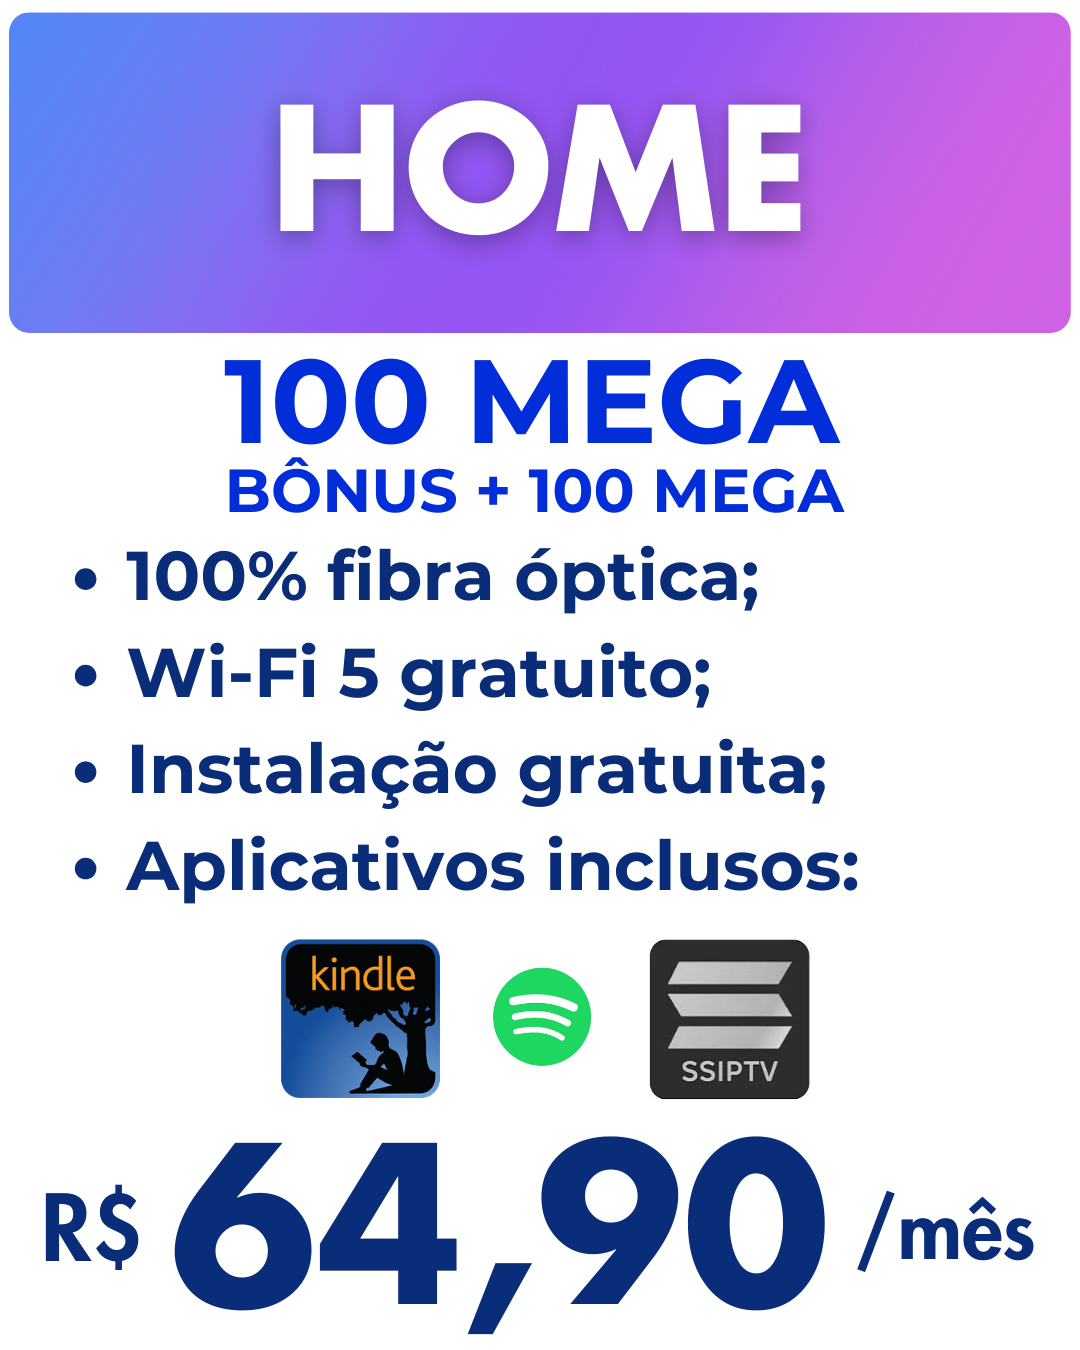 HOME
100 MEGA
BÔNUS + 100 MEGA
• 100% fibra óptica;
• Wi-Fi 5 gratuito;
• Instalação gratuita;
• Aplicativos inclusos:
kindle
SSIPTV
R$ 64,90 /mês